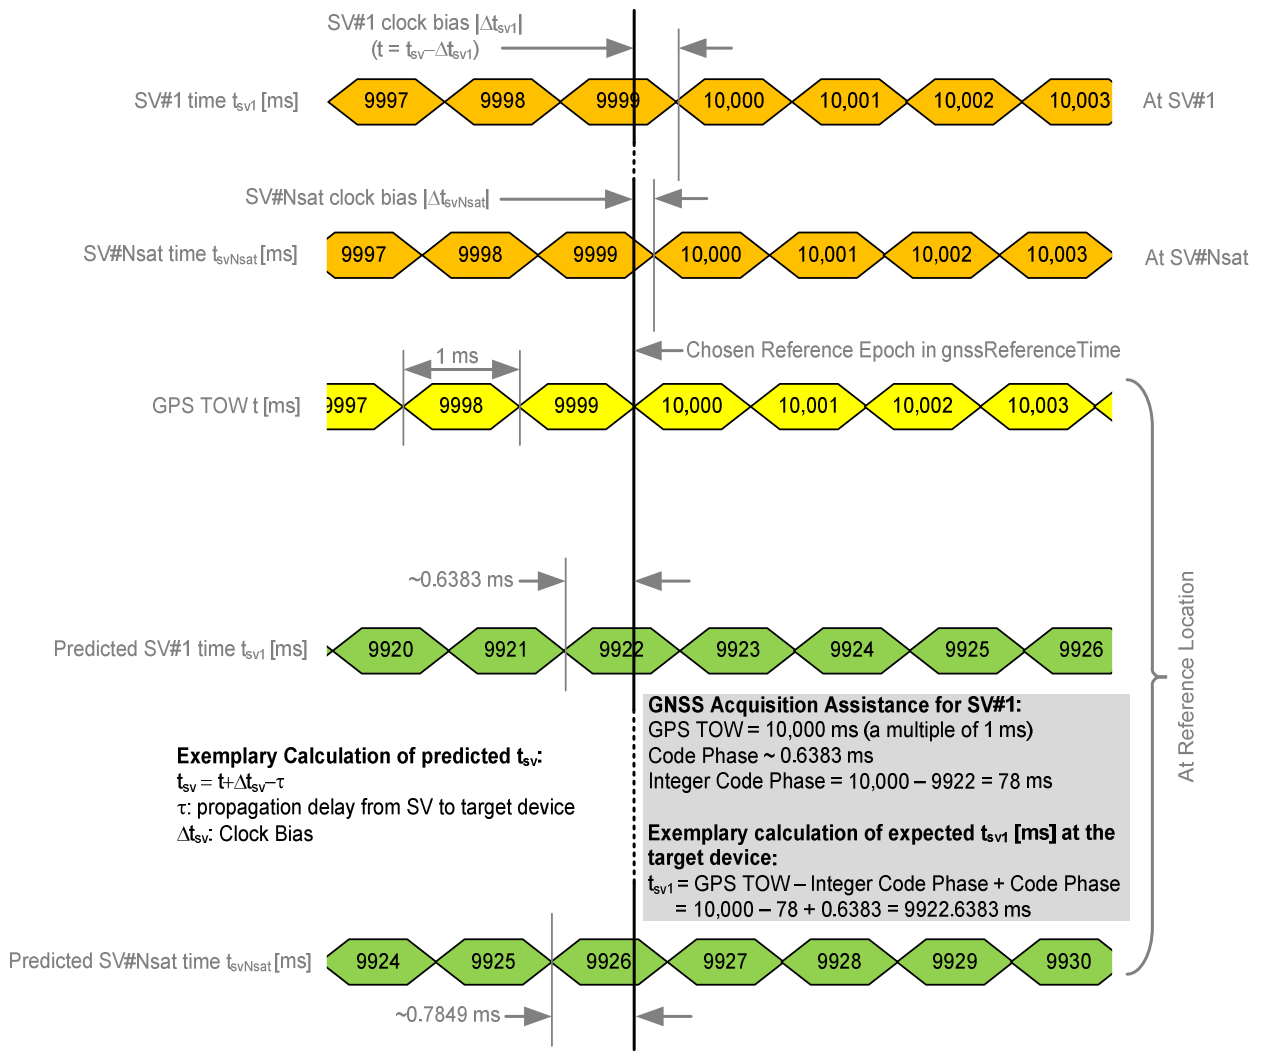 SV#1 clock bias |Δtsv1|
(t = tsv–Δtsv1)
SV#1 time tsv1 [ms]
9997 9998 9999 10,000 10,001 10,002 10,003
At SV#1
SV#Nsat clock bias |ΔtsvNsat|
SV#Nsat time tsvNsat [ms]
9997 9998 9999 10,000 10,001 10,002 10,003
At SV#Nsat
Chosen Reference Epoch in gnssReferenceTime
1 ms
GPS TOW t [ms]
9997 9998 9999 10,000 10,001 10,002 10,003
~0.6383 ms
Predicted SV#1 time tsv1 [ms]
9920 9921 9922 9923 9924 9925 9926
At Reference Location
Exemplary Calculation of predicted tsv:
tsv = t+Δtsv–τ
τ: propagation delay from SV to target device
Δtsv: Clock Bias
GNSS Acquisition Assistance for SV#1:
GPS TOW = 10,000 ms (a multiple of 1 ms)
Code Phase ~ 0.6383 ms
Integer Code Phase = 10,000 – 9922 = 78 ms
Exemplary calculation of expected tsv1 [ms] at the
target device:
tsv1 = GPS TOW – Integer Code Phase + Code Phase
= 10,000 – 78 + 0.6383 = 9922.6383 ms
Predicted SV#Nsat time tsvNsat [ms]
9924 9925 9926 9927 9928 9929 9930
~0.7849 ms